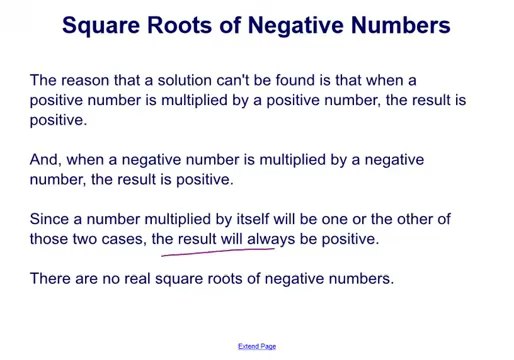 Square Roots of Negative Numbers
The reason that a solution can't be found is that when a
positive number is multiplied by a positive number, the result is
positive.
And, when a negative number is multiplied by a negative
number, the result is positive.
Since a number multiplied by itself will be one or the other of
those two cases, the result will always be positive.
There are no real square roots of negative numbers.
Extend Page